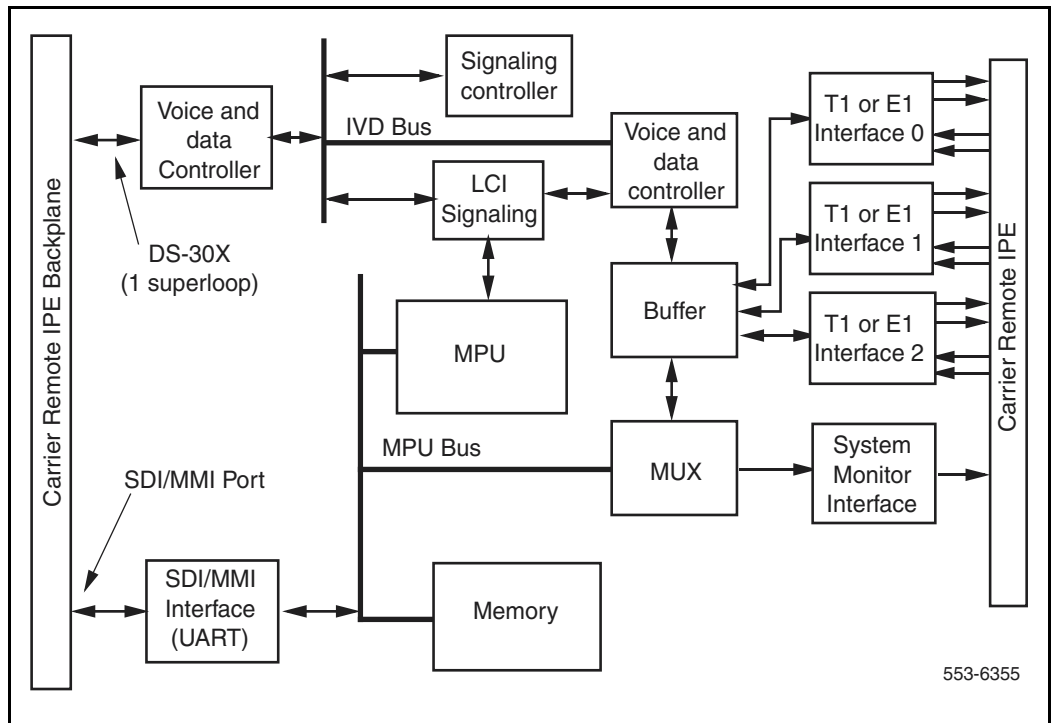 Carrier Remote IPE Backplane
Voice and
data
Controller
DS-30X
(1 superloop)
Signaling
controller
IVD Bus
LCI
Signaling
Voice and
data
controller
T1 or E1
Interface 0
T1 or E1
Interface 1
T1 or E1
Interface 2
Carrier Remote IPE
Buffer
MPU
MPU Bus
MUX
System
Monitor
Interface
SDI/MMI Port
SDI/MMI
Interface
(UART)
Memory
553-6355